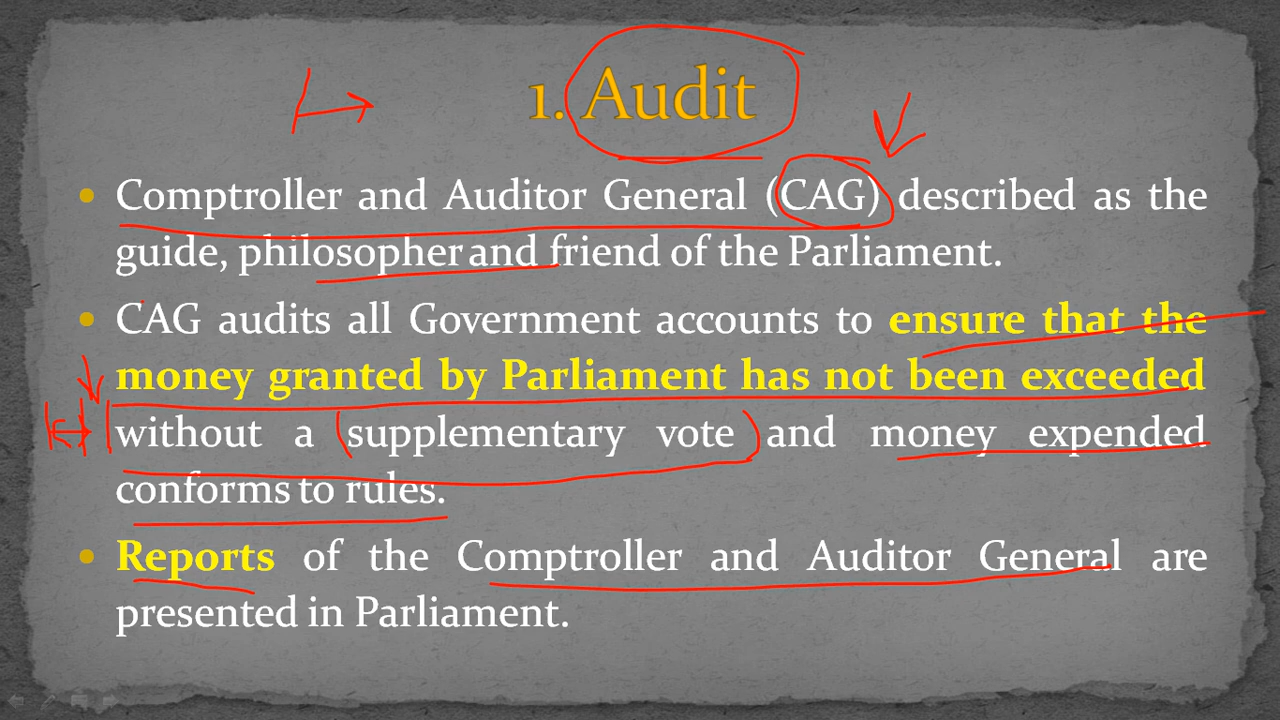 1. Audit
Comptroller and Auditor General (CAG) described as the
guide, philosopher and friend of the Parliament.
CAG audits all Government accounts to ensure that the
money granted by Parliament has not been exceeded
without a (supplementary vote) and money expended
conforms to rules.
Reports of the Comptroller and Auditor General are
presented in Parliament.